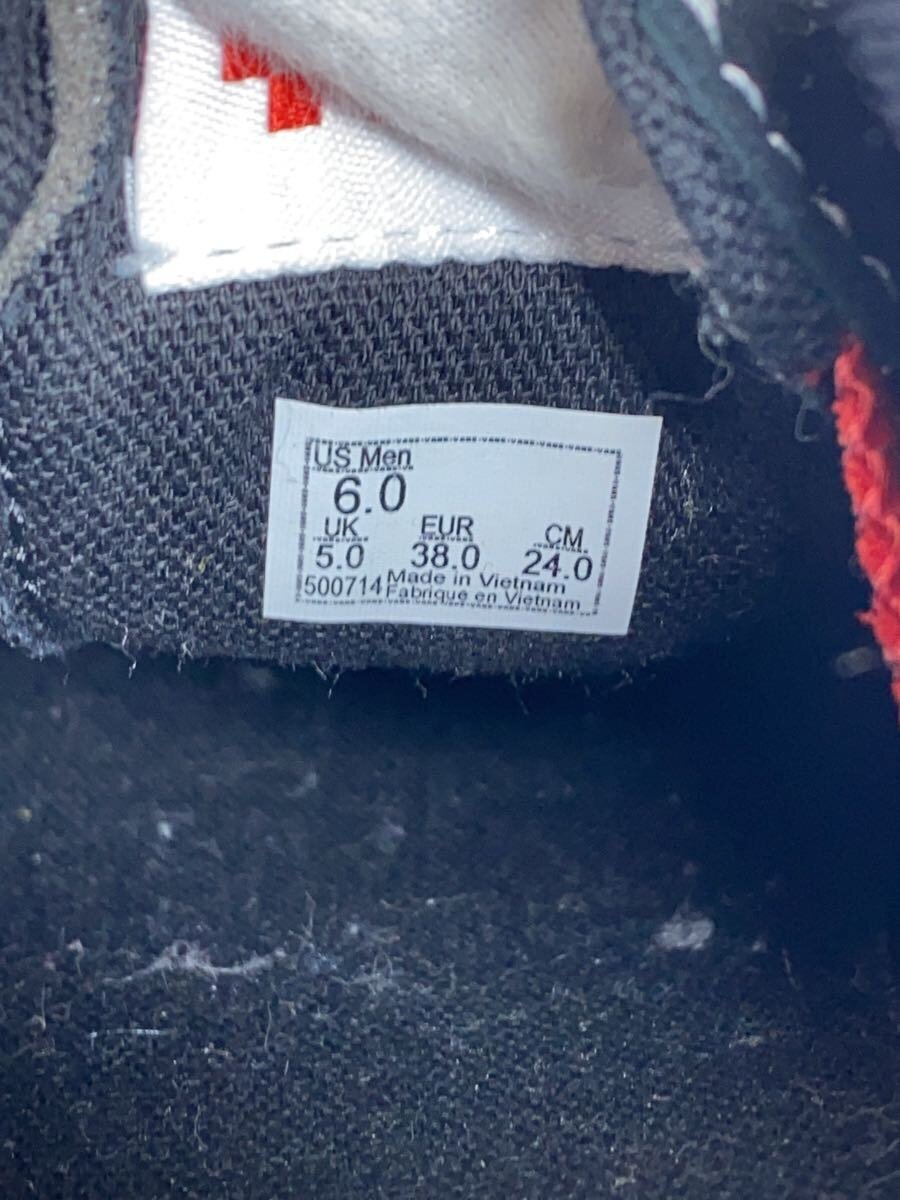 US Men
6.0
UK EUR CM
5.0 38.0 24.0
500714 Made in Vietnam
Fabrique en Vietnam